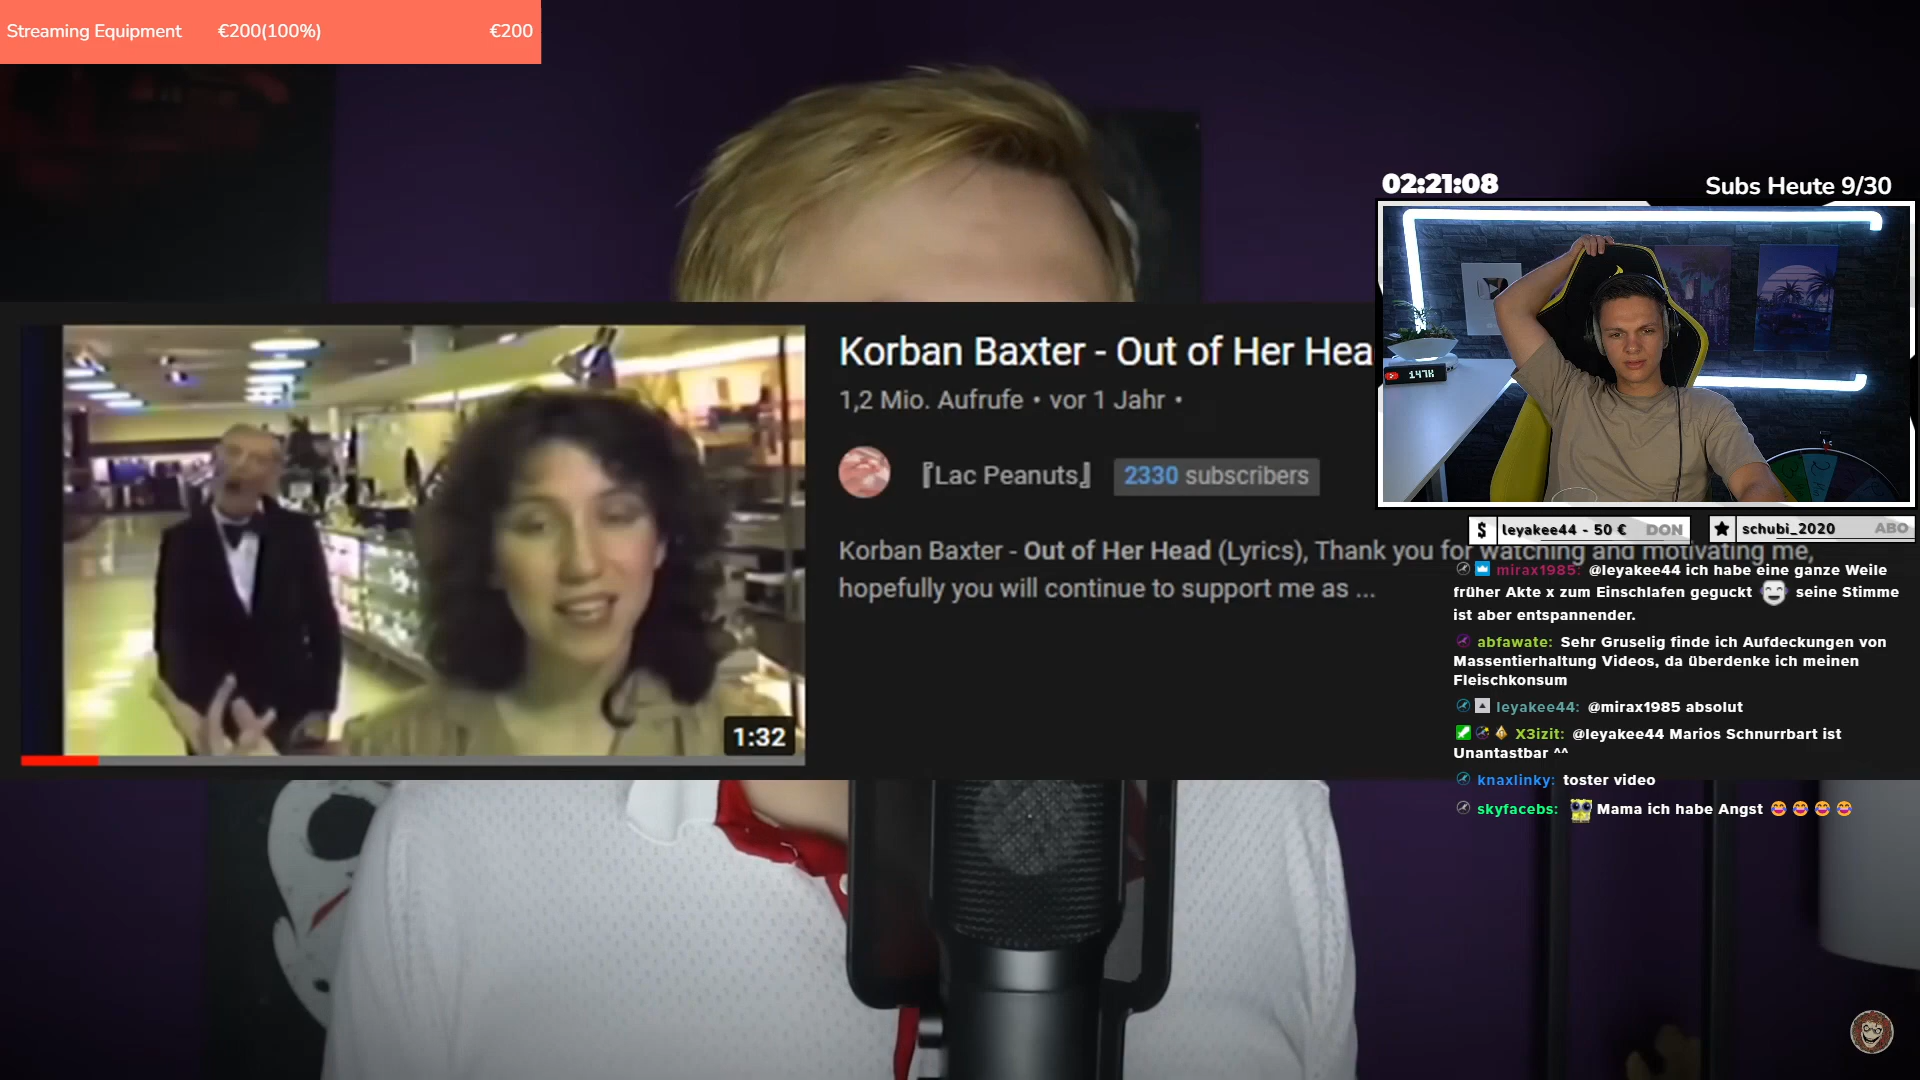 Streaming Equipment €200(100%) €200
02:21:08
Subs Heute 9/30
147K
Korban Baxter - Out of Her Hea
1,2 Mio. Aufrufe • vor 1 Jahr •
『Lac Peanuts』 2330 subscribers
Korban Baxter - Out of Her Head (Lyrics), Thank you for watching and motivating me,
hopefully you will continue to support me as ...
1:32
$ leyakee44 - 50 € DON
schubi_2020 ABO
mirax1985: @leyakee44 ich habe eine ganze Weile
früher Akte x zum Einschlafen geguckt seine Stimme
ist aber entspannender.
abfawate: Sehr Gruselig finde ich Aufdeckungen von
Massentierhaltung Videos, da überdenke ich meinen
Fleischkonsum
leyakee44: @mirax1985 absolut
X3izit: @leyakee44 Marios Schnurrbart ist
Unantastbar ^^
knaxlinky: toster video
skyfacebs: Mama ich habe Angst 😂 😂 😂 😂